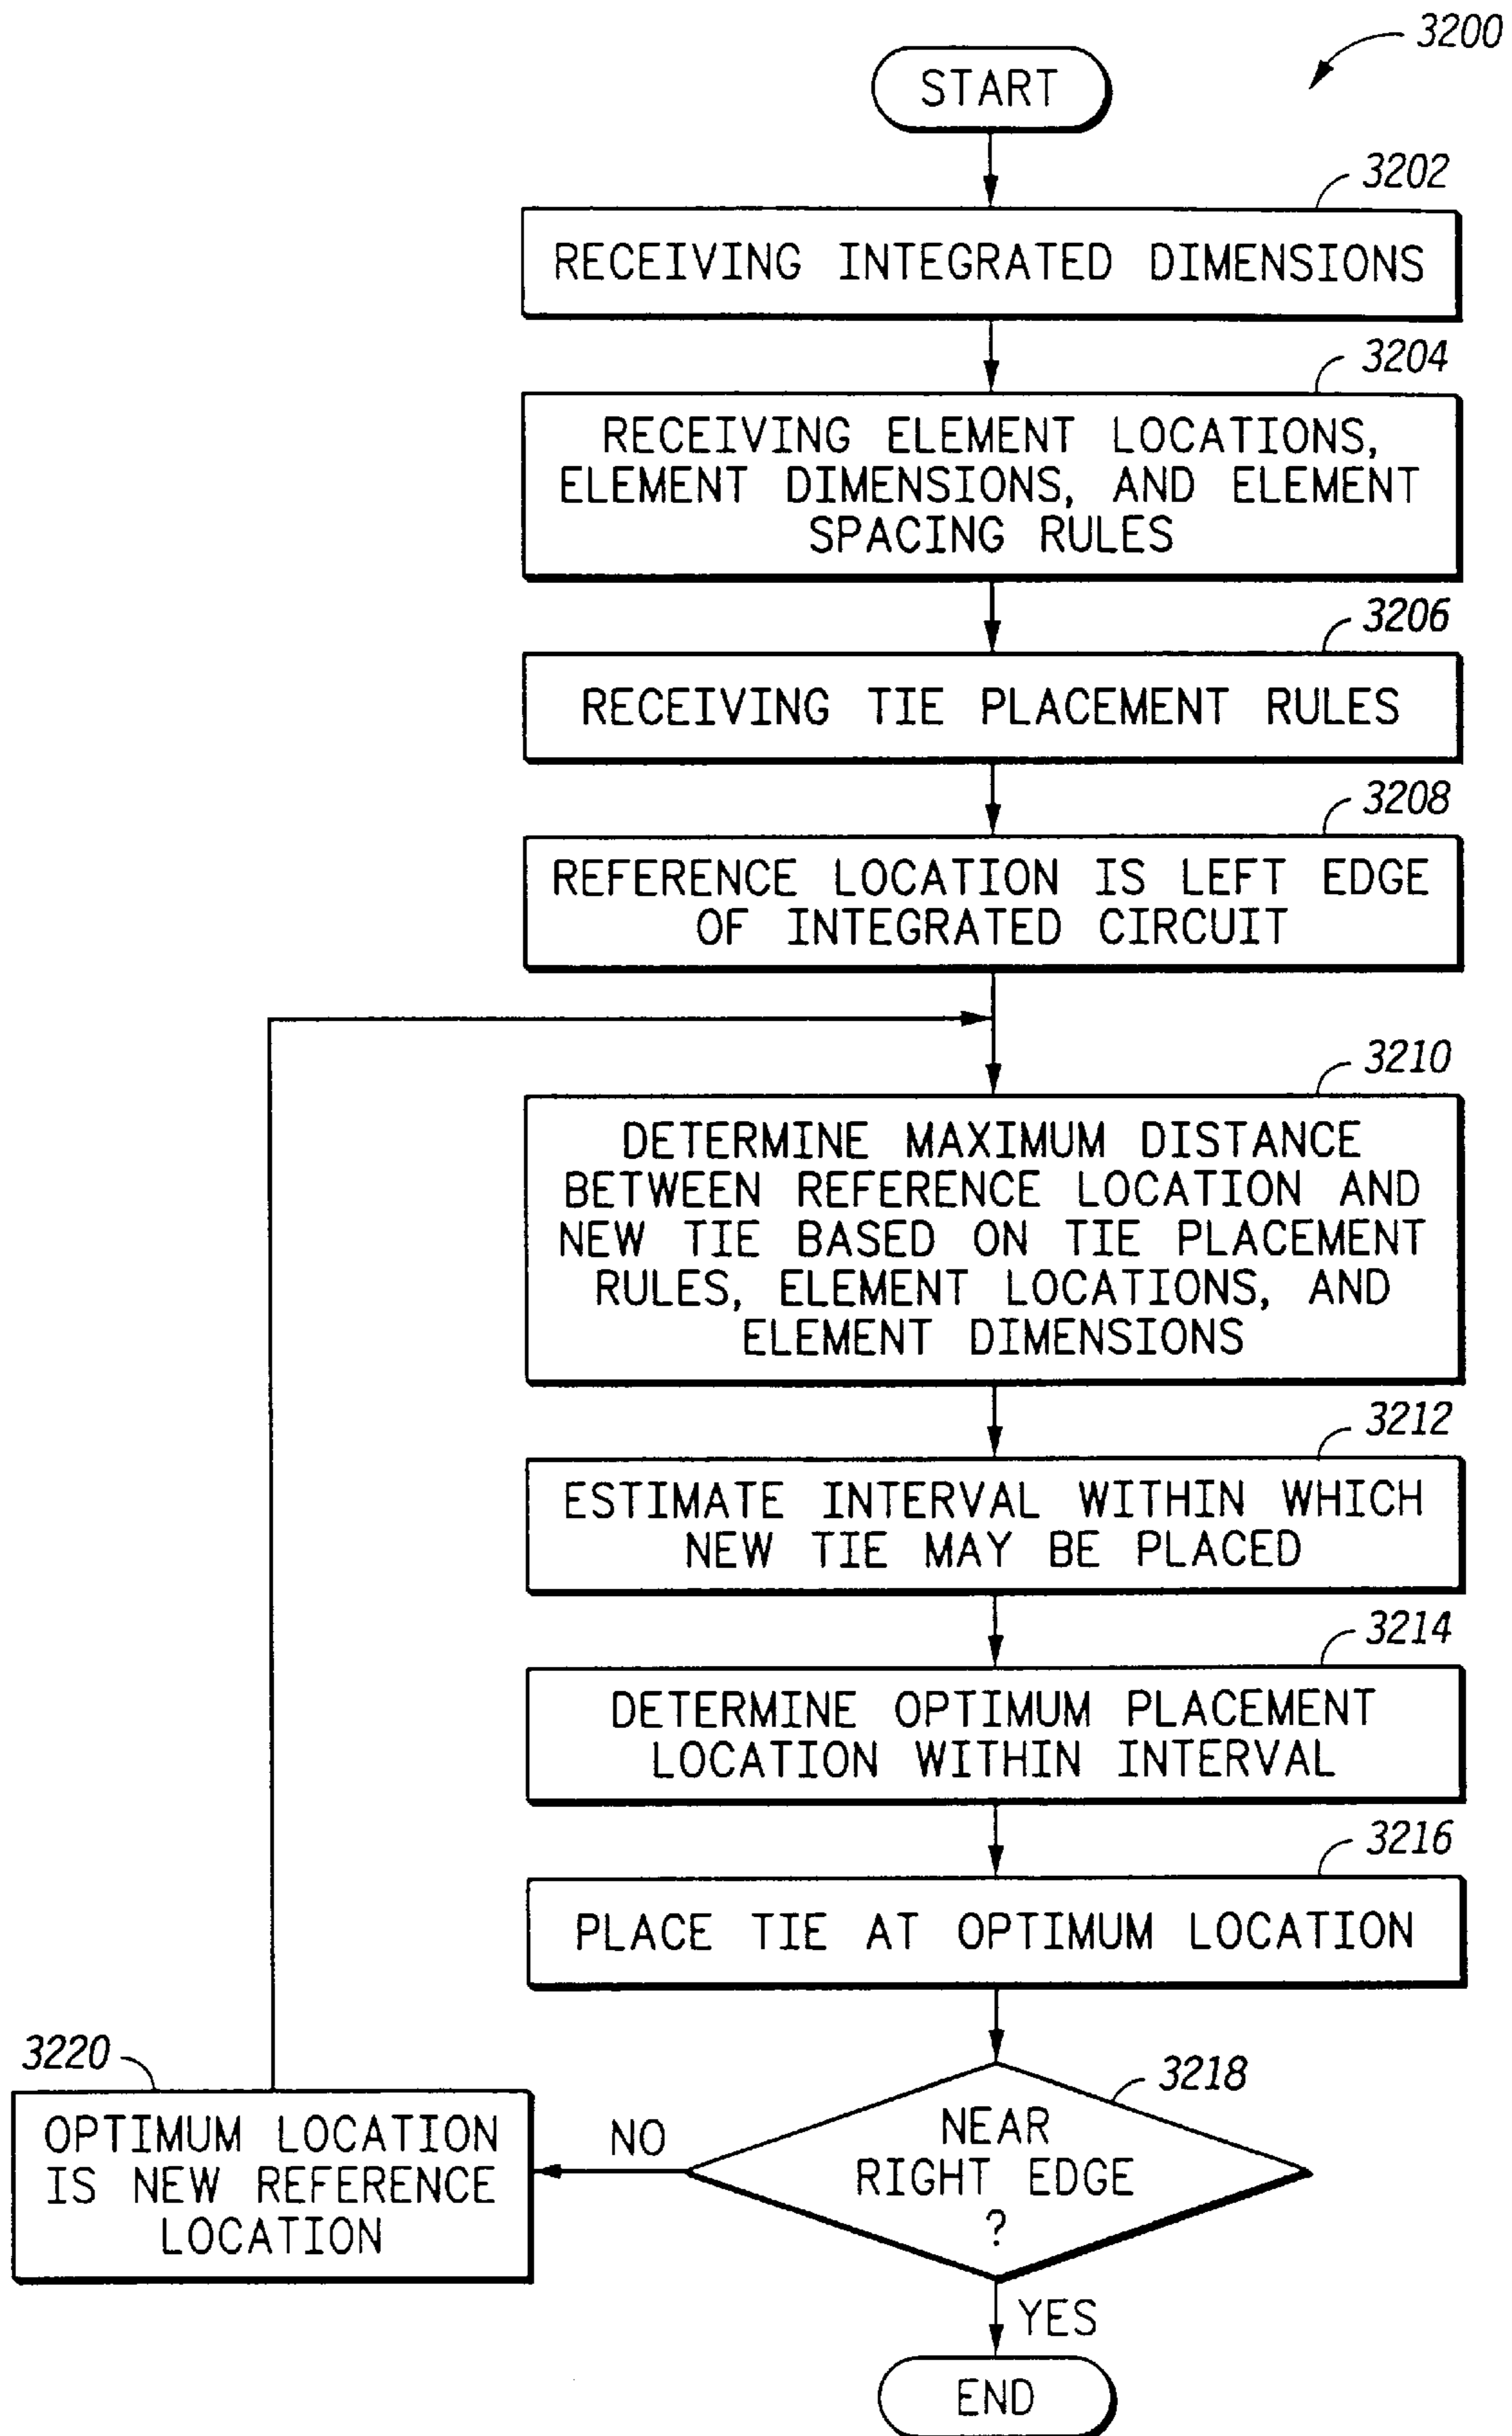 3200
START
3202
RECEIVING INTEGRATED DIMENSIONS
3204
RECEIVING ELEMENT LOCATIONS,
ELEMENT DIMENSIONS, AND ELEMENT
SPACING RULES
3206
RECEIVING TIE PLACEMENT RULES
3208
REFERENCE LOCATION IS LEFT EDGE
OF INTEGRATED CIRCUIT
3210
DETERMINE MAXIMUM DISTANCE
BETWEEN REFERENCE LOCATION AND
NEW TIE BASED ON TIE PLACEMENT
RULES, ELEMENT LOCATIONS, AND
ELEMENT DIMENSIONS
3212
ESTIMATE INTERVAL WITHIN WHICH
NEW TIE MAY BE PLACED
3214
DETERMINE OPTIMUM PLACEMENT
LOCATION WITHIN INTERVAL
3216
PLACE TIE AT OPTIMUM LOCATION
3218
NEAR
RIGHT EDGE
?
NO
3220
OPTIMUM LOCATION
IS NEW REFERENCE
LOCATION
YES
END